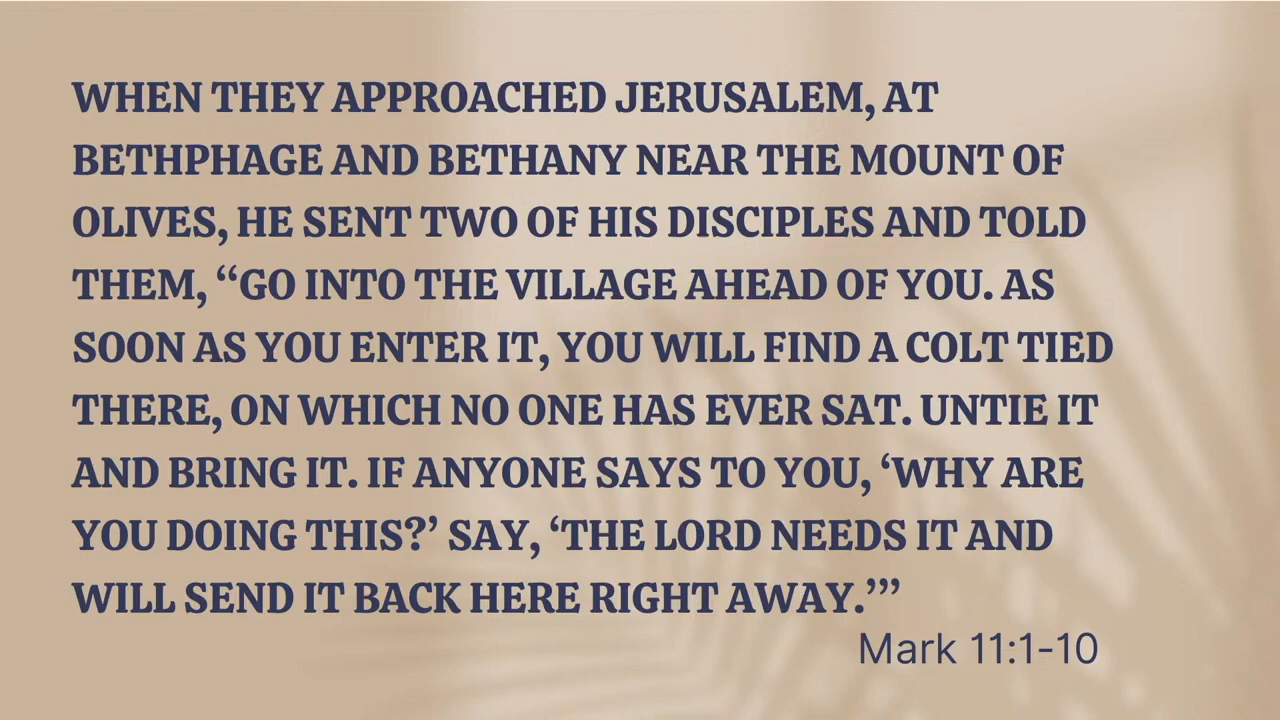 WHEN THEY APPROACHED JERUSALEM, AT
BETHPHAGE AND BETHANY NEAR THE MOUNT OF
OLIVES, HE SENT TWO OF HIS DISCIPLES AND TOLD
THEM, “GO INTO THE VILLAGE AHEAD OF YOU. AS
SOON AS YOU ENTER IT, YOU WILL FIND A COLT TIED
THERE, ON WHICH NO ONE HAS EVER SAT. UNTIE IT
AND BRING IT. IF ANYONE SAYS TO YOU, ‘WHY ARE
YOU DOING THIS?’ SAY, ‘THE LORD NEEDS IT AND
WILL SEND IT BACK HERE RIGHT AWAY.’”
Mark 11:1-10